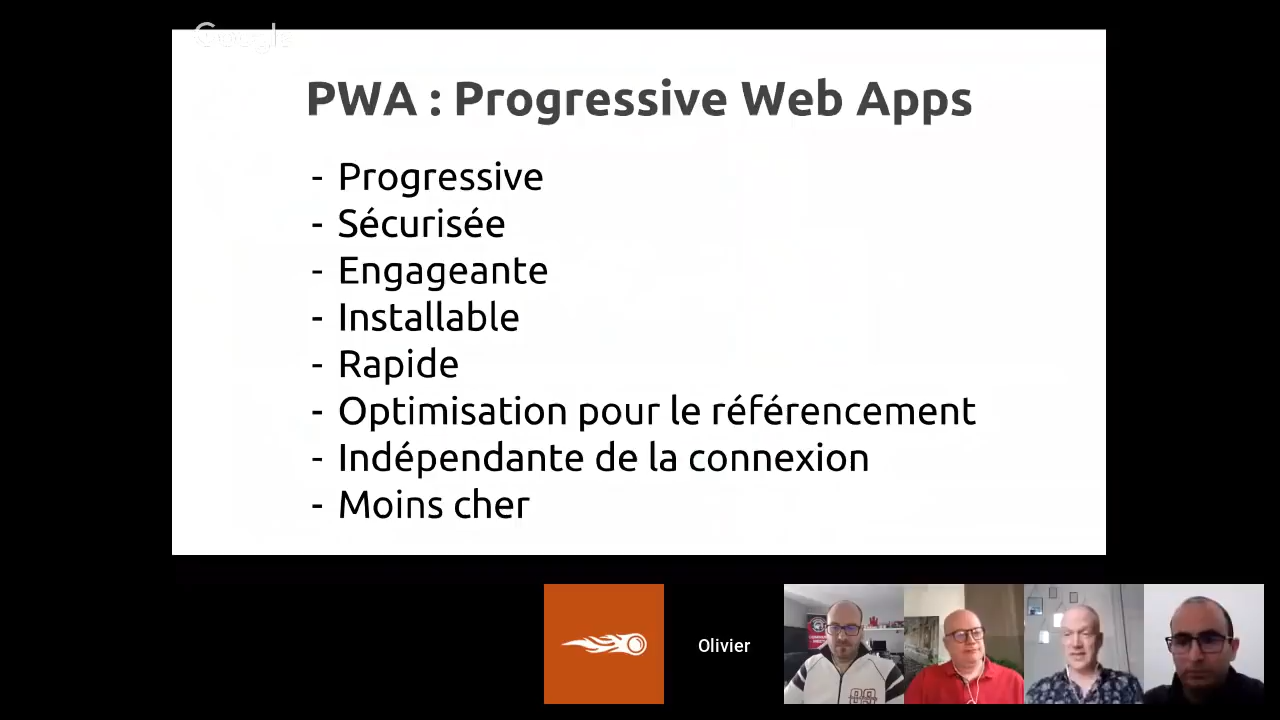 Google
PWA : Progressive Web Apps
- Progressive
- Sécurisée
- Engageante
- Installable
- Rapide
- Optimisation pour le référencement
- Indépendante de la connexion
- Moins cher
Olivier